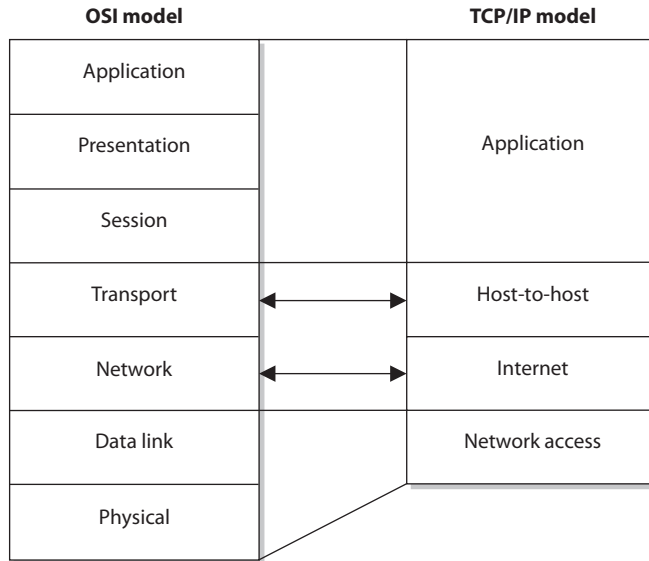 OSI model
TCP/IP model
Application
Presentation
Session
Transport
Network
Data link
Physical
Application
Host-to-host
Internet
Network access